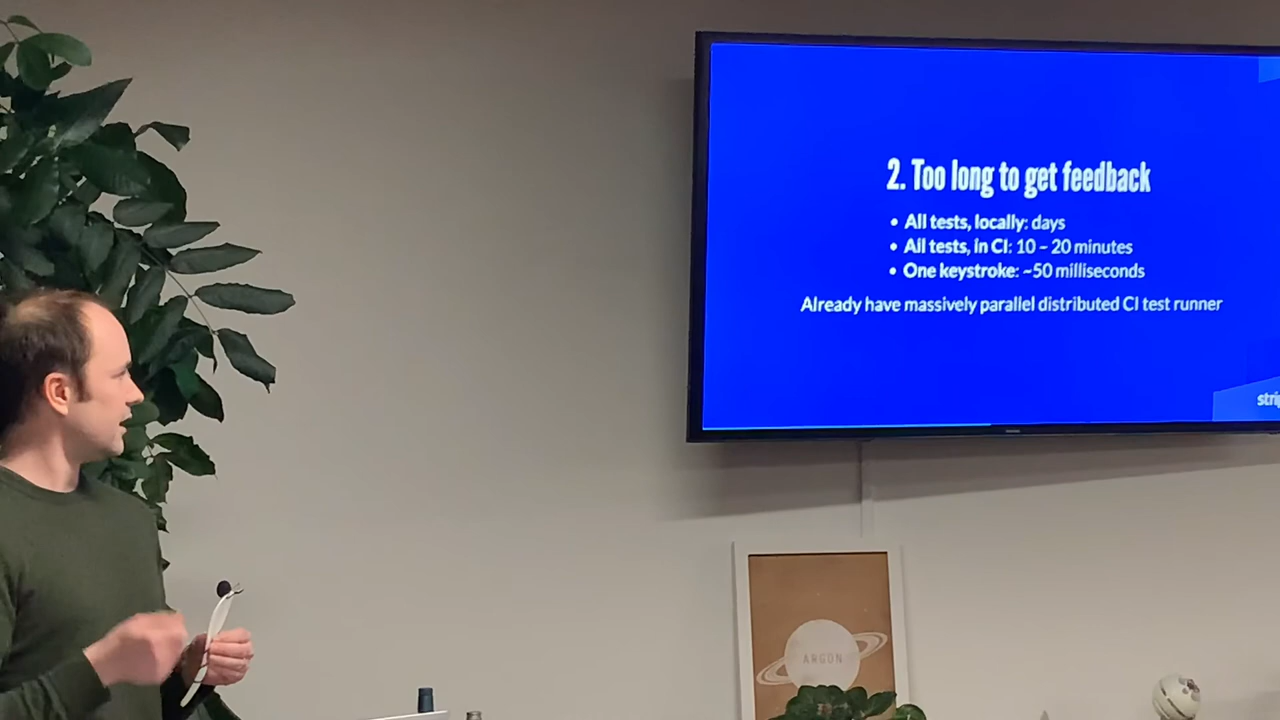 2. Too long to get feedback
• All tests, locally: days
• All tests, in CI: 10 – 20 minutes
• One keystroke: ~50 milliseconds
Already have massively parallel distributed CI test runner
strip
ARGON